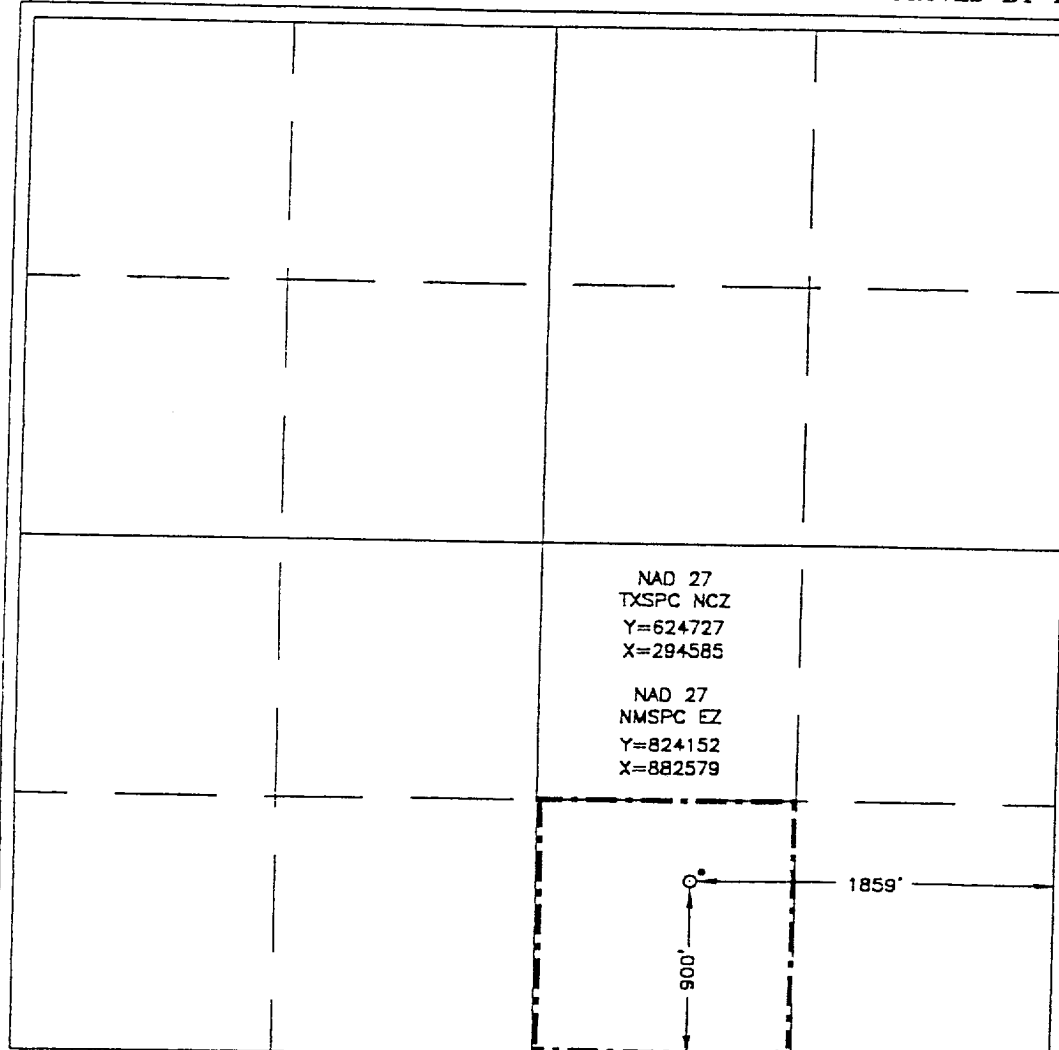 NAD 27
TXSPC NCZ
Y=624727
X=294585
NAD 27
NMSPC EZ
Y=824152
X=882579
1859'
900'